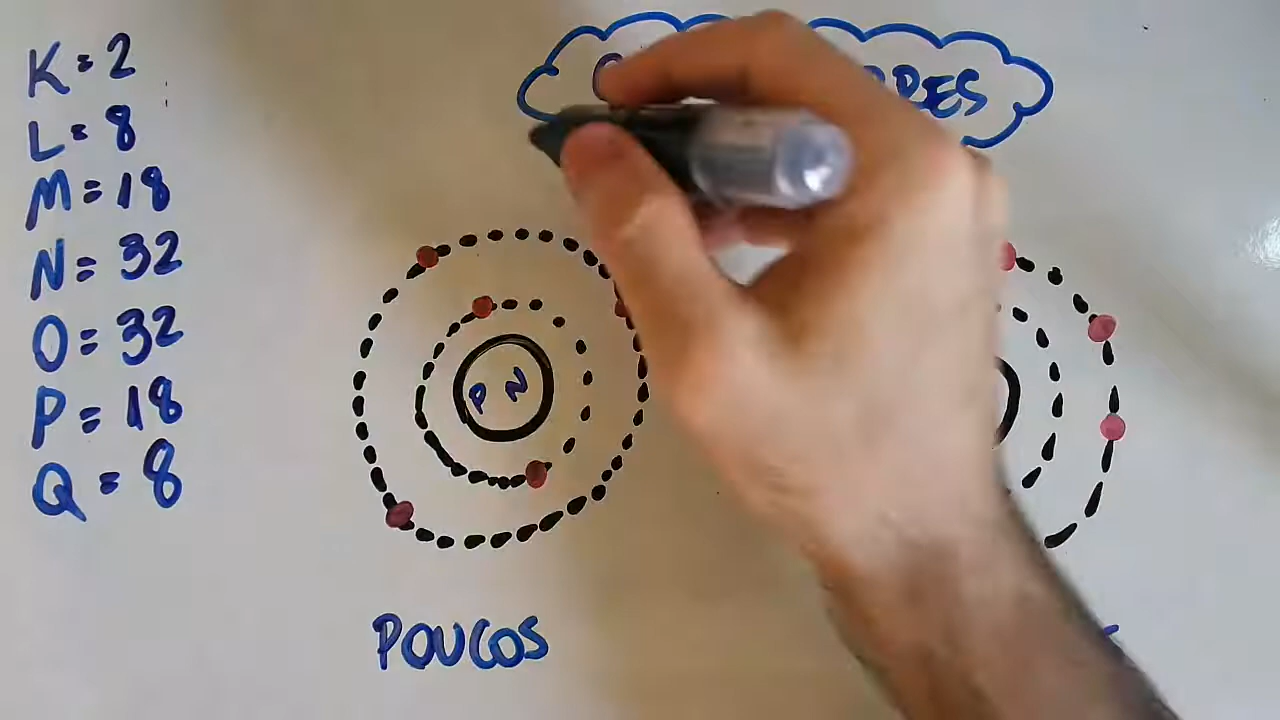 K=2
L=8
M=18
N=32
O=32
P=18
Q=8
P N
POUCOS